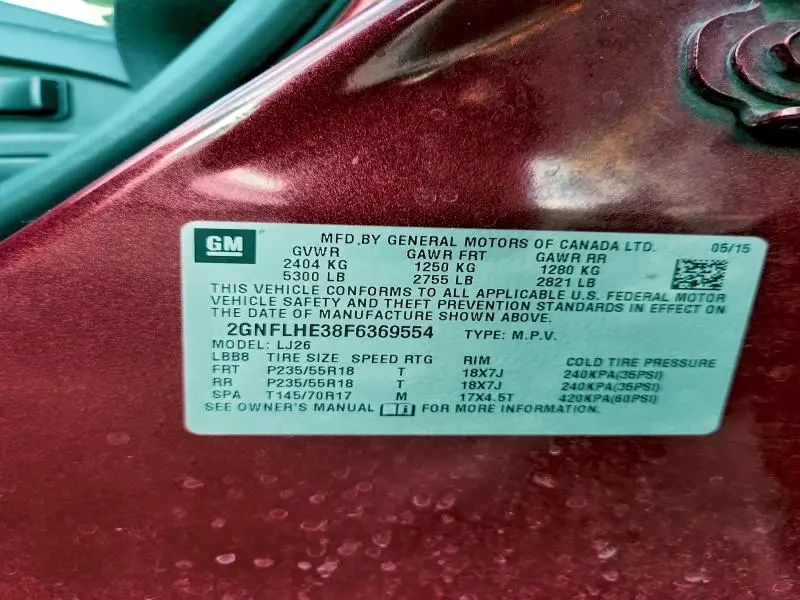 GM
MFD.BY GENERAL MOTORS OF CANADA LTD. 05/15
GVWR GAWR FRT GAWR RR
2404 KG 1250 KG 1280 KG
5300 LB 2755 LB 2821 LB
THIS VEHICLE CONFORMS TO ALL APPLICABLE U.S. FEDERAL MOTOR
VEHICLE SAFETY AND THEFT PREVENTION STANDARDS IN EFFECT ON
THE DATE OF MANUFACTURE SHOWN ABOVE.
2GNFLHE38F6369554 TYPE: M.P.V.
MODEL: LJ26
LBB8 TIRE SIZE SPEED RTG RIM COLD TIRE PRESSURE
FRT P235/55R18 T 18X7J 240KPA(35PSI)
RR P235/55R18 T 18X7J 240KPA(35PSI)
SPA T145/70R17 M 17X4.5T 420KPA(60PSI)
SEE OWNER'S MANUAL FOR MORE INFORMATION.